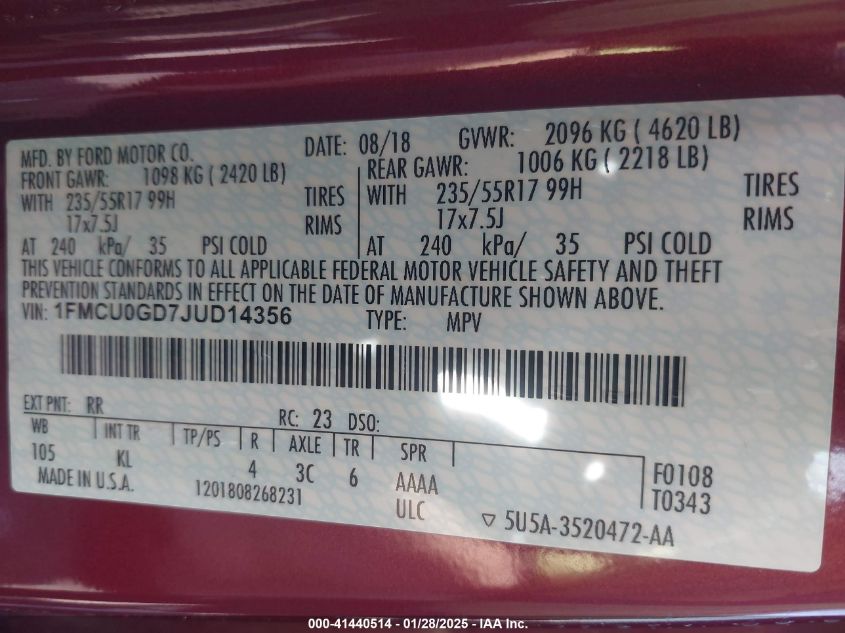 MFD. BY FORD MOTOR CO.
DATE: 08/18 GVWR: 2096 KG ( 4620 LB)
FRONT GAWR: 1098 KG ( 2420 LB)
WITH 235/55R17 99H TIRES
17x7.5J RIMS
AT 240 kPa/ 35 PSI COLD
REAR GAWR: 1006 KG ( 2218 LB)
WITH 235/55R17 99H TIRES
17x7.5J RIMS
AT 240 kPa/ 35 PSI COLD
THIS VEHICLE CONFORMS TO ALL APPLICABLE FEDERAL MOTOR VEHICLE SAFETY AND THEFT
PREVENTION STANDARDS IN EFFECT ON THE DATE OF MANUFACTURE SHOWN ABOVE.
VIN: 1FMCU0GD7JUD14356 TYPE: MPV
EXT PNT: RR RC: 23 DSO:
WB INT TR TP/PS R AXLE TR SPR
105 KL 4 3C 6 AAAA F0108
MADE IN U.S.A. 1201808268231 ULC T0343
5U5A-3520472-AA
000-41440514 - 01/28/2025 - IAA Inc.